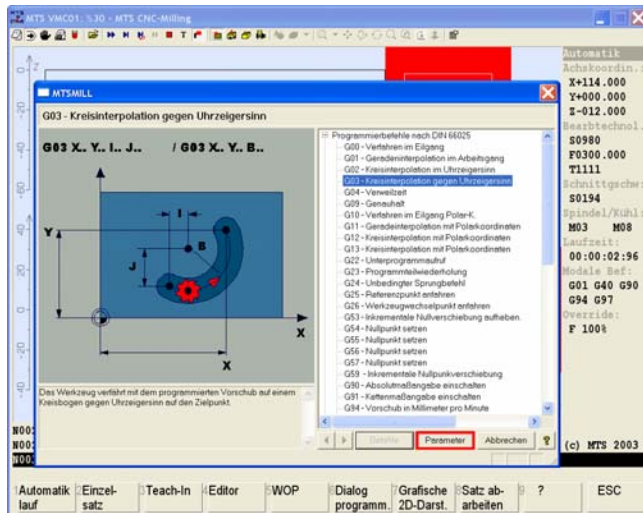 MTS VMC01: %30 - MTS CNC-Milling
MTSMILL
G03 - Kreisinterpolation gegen Uhrzeigersinn
G03 X.. Y.. I.. J.. / G03 X.. Y.. B..
I
Y
B
J
X
X
Das Werkzeug verfährt mit dem programmierten Vorschub auf einem
Kreisbogen gegen Uhrzeigersinn auf den Zielpunkt.
Programmierbefehle nach DIN 66025
G00 - Verfahren im Eilgang
G01 - Geradeninterpolation im Arbeitsgang
G02 - Kreisinterpolation im Uhrzeigersinn
G03 - Kreisinterpolation gegen Uhrzeigersinn
G04 - Verweilzeit
G09 - Genauhalt
G10 - Verfahren im Eilgang Polar-K.
G11 - Geradeninterpolation mit Polarkoordinaten
G12 - Kreisinterpolation mit Polarkoordinaten
G13 - Kreisinterpolation mit Polarkoordinaten
G22 - Unterprogrammaufruf
G23 - Programmteilwiederholung
G24 - Unbedingter Sprungbefehl
G25 - Referenzpunkt anfahren
G26 - Werkzeugwechselpunkt anfahren
G53 - Inkrementale Nullverschiebung aufheben.
G54 - Nullpunkt setzen
G55 - Nullpunkt setzen
G56 - Nullpunkt setzen
G57 - Nullpunkt setzen
G59 - Inkrementale Nullpunktverschiebung
G90 - Absolutmaßangabe einschalten
G91 - Kettenmaßangabe einschalten
G94 - Vorschub in Millimeter pro Minute
Befehle
Parameter
Abbrechen
?
Automatik
Achskoordin.:
X+114.000
Y+000.000
Z-012.000
Bearbtechnol.
S0980
F0300.000
T1111
Schnittgschw:
S0194
Spindel/Kühl:
M03 M08
Laufzeit:
00:00:02:96
Modale Bef:
G01 G40 G90
G94 G97
Override:
F 100%
(c) MTS 2003
1 Automatik lauf
2 Einzel- satz
3 Teach-In
4 Editor
5 WOP
6 Dialog programm.
7 Grafische 2D-Darst.
8 Satz ab- arbeiten
9 ?
ESC